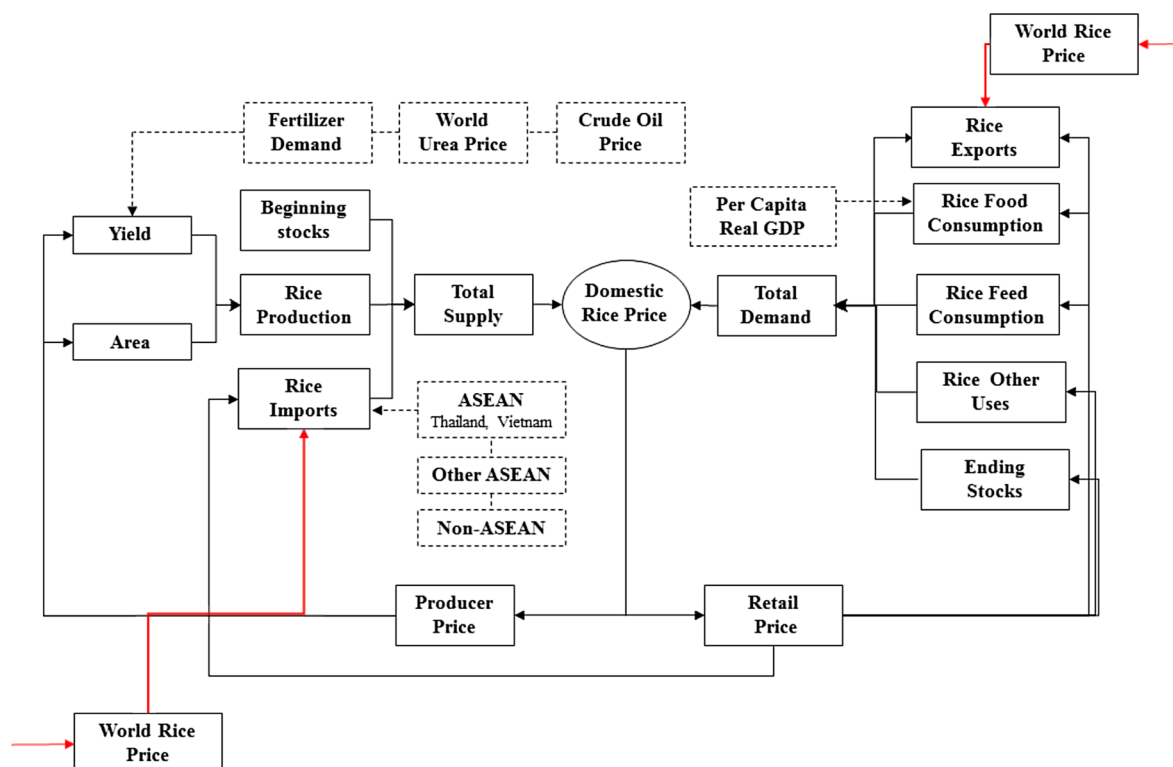 World Rice
Price
Fertilizer
Demand
World
Urea Price
Crude Oil
Price
Rice
Exports
Beginning
stocks
Per Capita
Real GDP
Rice Food
Consumption
Yield
Rice
Production
Total
Supply
Domestic
Rice Price
Total
Demand
Rice Feed
Consumption
Area
Rice
Imports
ASEAN
Thailand, Vietnam
Rice Other
Uses
Other ASEAN
Ending
Stocks
Non-ASEAN
Producer
Price
Retail
Price
World Rice
Price